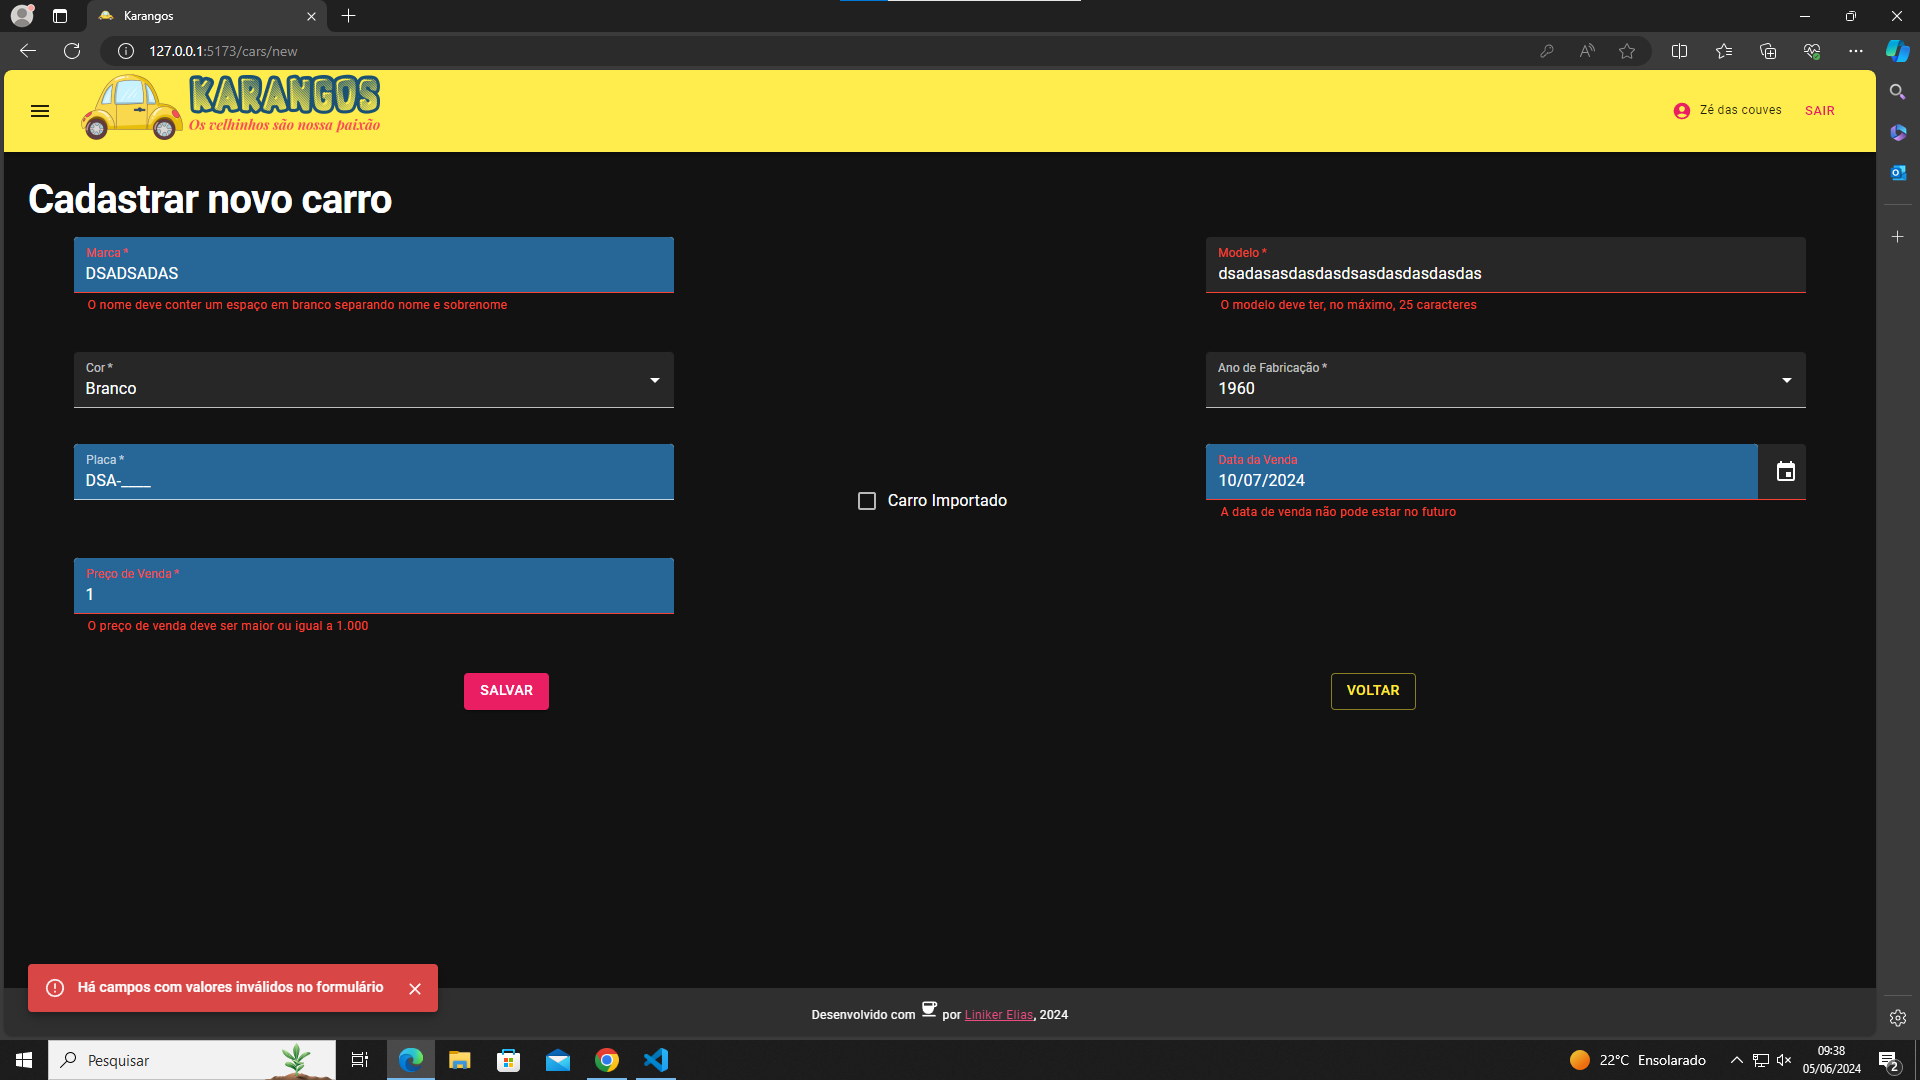 Karangos
127.0.0.1:5173/cars/new
KARANGOS
Os velhinhos são nossa paixão
Zé das couves
SAIR
Cadastrar novo carro
Marca *
DSADSADAS
O nome deve conter um espaço em branco separando nome e sobrenome
Modelo *
dsadasasdasdasdsasdasdasdasdas
O modelo deve ter, no máximo, 25 caracteres
Cor *
Branco
Ano de Fabricação *
1960
Placa *
DSA-____
Carro Importado
Data da Venda
10/07/2024
A data de venda não pode estar no futuro
Preço de Venda *
1
O preço de venda deve ser maior ou igual a 1.000
SALVAR
VOLTAR
Há campos com valores inválidos no formulário
Desenvolvido com por Liniker Elias, 2024
Pesquisar
22°C Ensolarado
09:38
05/06/2024
2